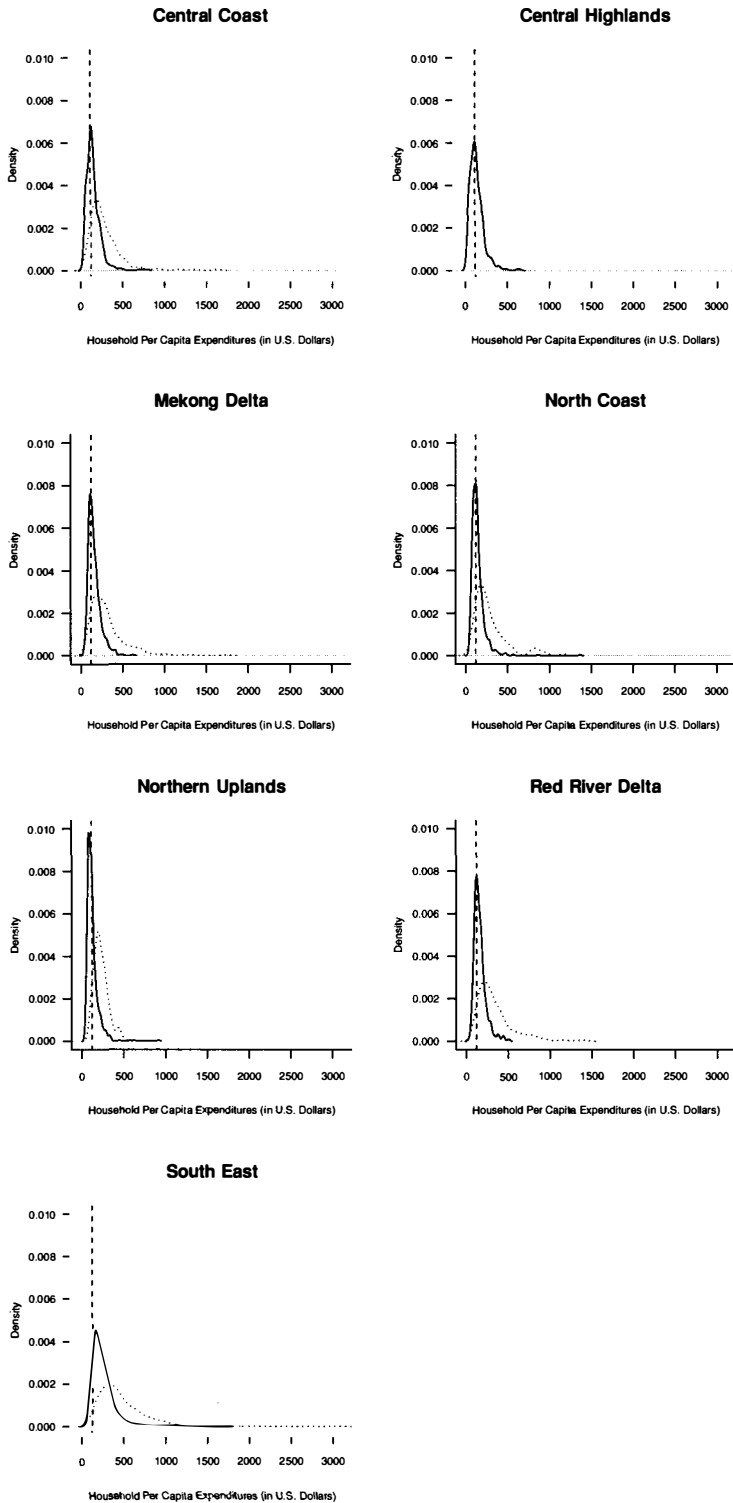 Central Coast
0.010
0.008
0.006
0.004
0.002
0.000
Density
0 500 1000 1500 2000 2500 3000
Household Per Capita Expenditures (in U.S. Dollars)
Central Highlands
0.010
0.008
0.006
0.004
0.002
0.000
Density
0 500 1000 1500 2000 2500 3000
Household Per Capita Expenditures (in U.S. Dollars)
Mekong Delta
0.010
0.008
0.006
0.004
0.002
0.000
Density
0 500 1000 1500 2000 2500 3000
Household Per Capita Expenditures (in U.S. Dollars)
North Coast
0.010
0.008
0.006
0.004
0.002
0.000
Density
0 500 1000 1500 2000 2500 3000
Household Per Capita Expenditures (in U.S. Dollars)
Northern Uplands
0.010
0.008
0.006
0.004
0.002
0.000
Density
0 500 1000 1500 2000 2500 3000
Household Per Capita Expenditures (in U.S. Dollars)
Red River Delta
0.010
0.008
0.006
0.004
0.002
0.000
Density
0 500 1000 1500 2000 2500 3000
Household Per Capita Expenditures (in U.S. Dollars)
South East
0.010
0.008
0.006
0.004
0.002
0.000
Density
0 500 1000 1500 2000 2500 3000
Household Per Capita Expenditures (in U.S. Dollars)